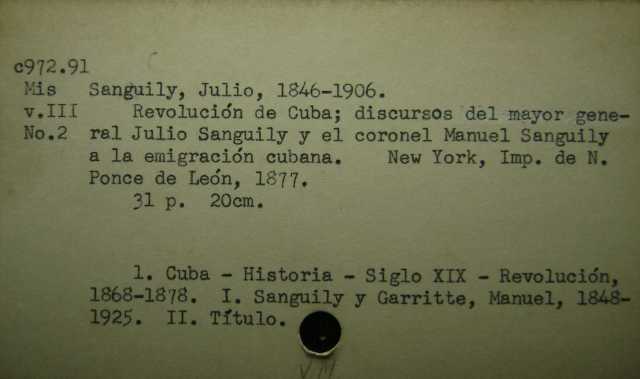 c972.91
Mis Sanguily, Julio, 1846-1906.
v.III Revolución de Cuba; discursos del mayor gene-
No.2 ral Julio Sanguily y el coronel Manuel Sanguily
a la emigración cubana. New York, Imp. de N.
Ponce de León, 1877.
31 p. 20cm.
1. Cuba - Historia - Siglo XIX - Revolución,
1868-1878. I. Sanguily y Garritte, Manuel, 1848-
1925. II. Título.